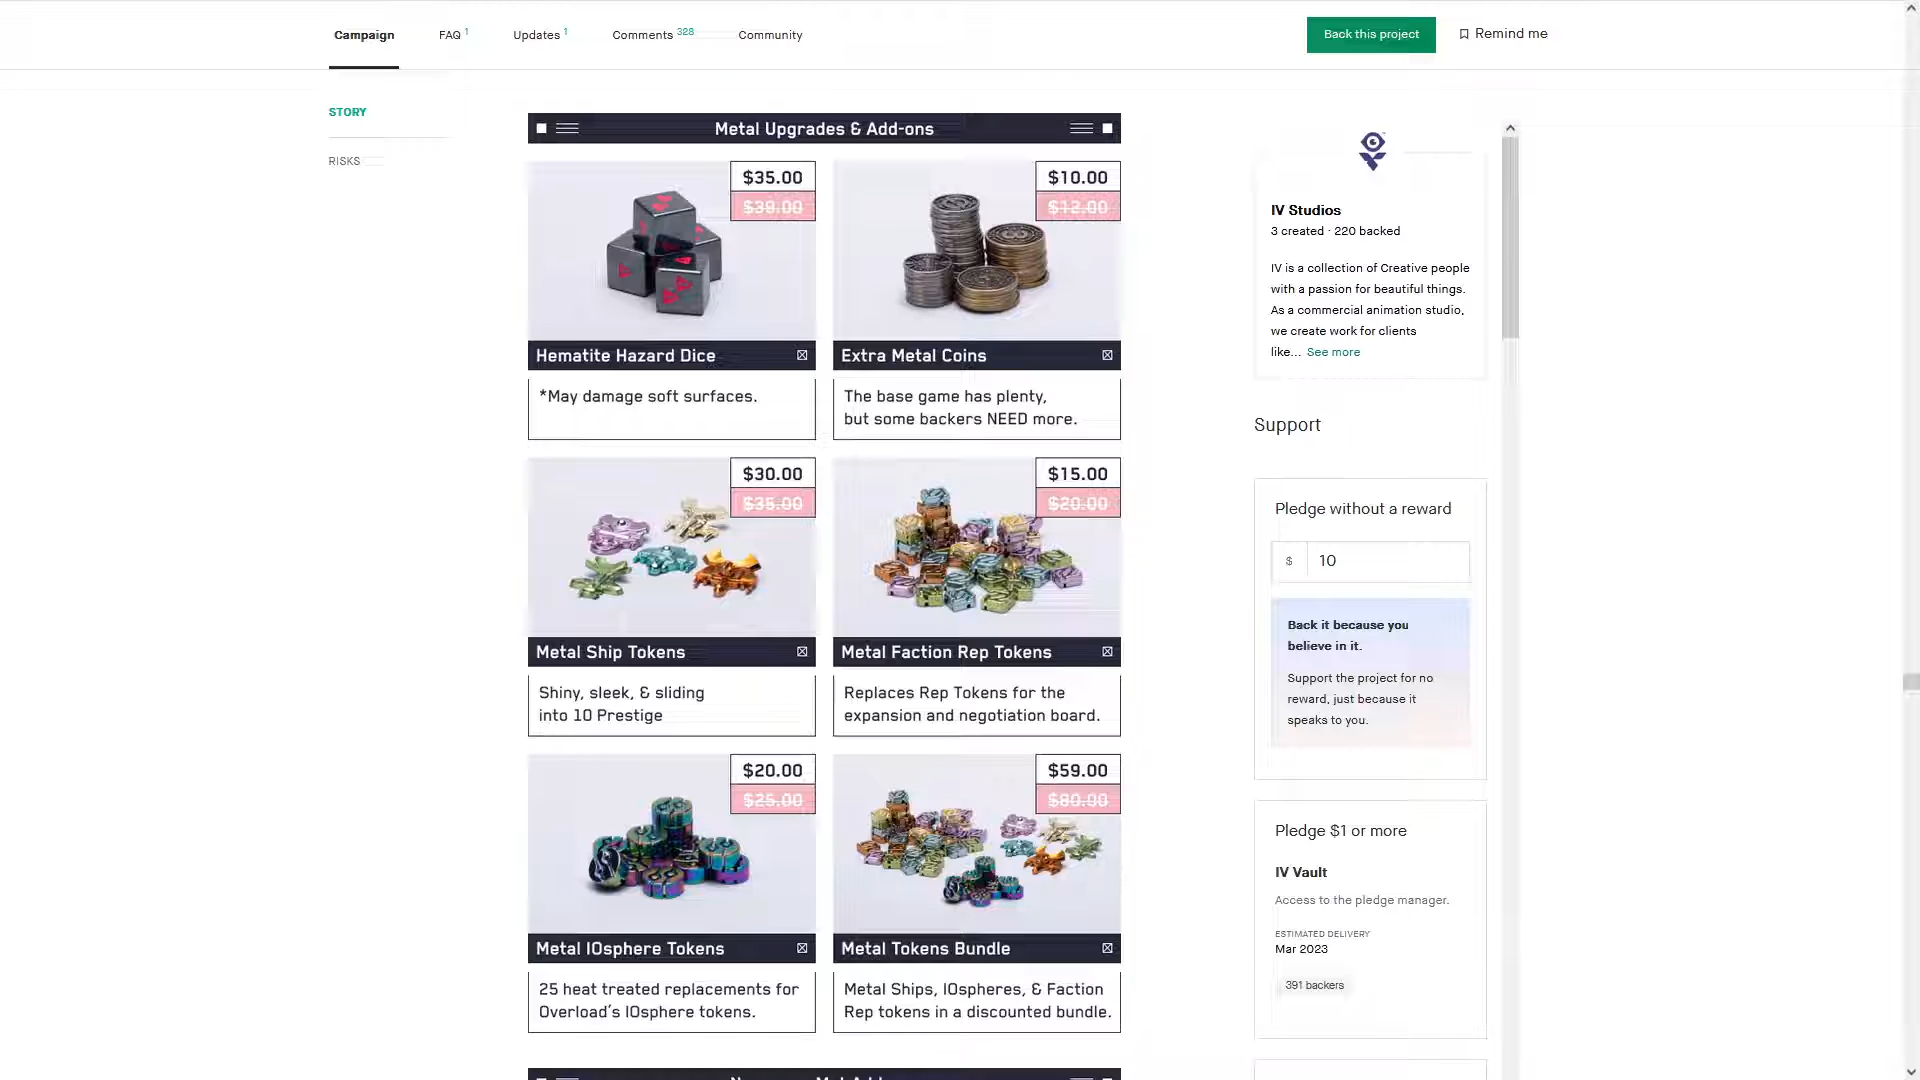 Campaign
FAQ 1
Updates 1
Comments 328
Community
Back this project
Remind me
STORY
RISKS
Metal Upgrades & Add-ons
$35.00
$39.00
Hematite Hazard Dice
*May damage soft surfaces.
$10.00
$12.00
Extra Metal Coins
The base game has plenty,
but some backers NEED more.
$30.00
$35.00
Metal Ship Tokens
Shiny, sleek, & sliding
into 10 Prestige
$15.00
$20.00
Metal Faction Rep Tokens
Replaces Rep Tokens for the
expansion and negotiation board.
$20.00
$25.00
Metal IOsphere Tokens
25 heat treated replacements for
Overload's IOsphere tokens.
$59.00
$80.00
Metal Tokens Bundle
Metal Ships, IOspheres, & Faction
Rep tokens in a discounted bundle.
IV Studios
3 created · 220 backed
IV is a collection of Creative people
with a passion for beautiful things.
As a commercial animation studio,
we create work for clients
like... See more
Support
Pledge without a reward
$ 10
Back it because you
believe in it.
Support the project for no
reward, just because it
speaks to you.
Pledge $1 or more
IV Vault
Access to the pledge manager.
ESTIMATED DELIVERY
Mar 2023
391 backers